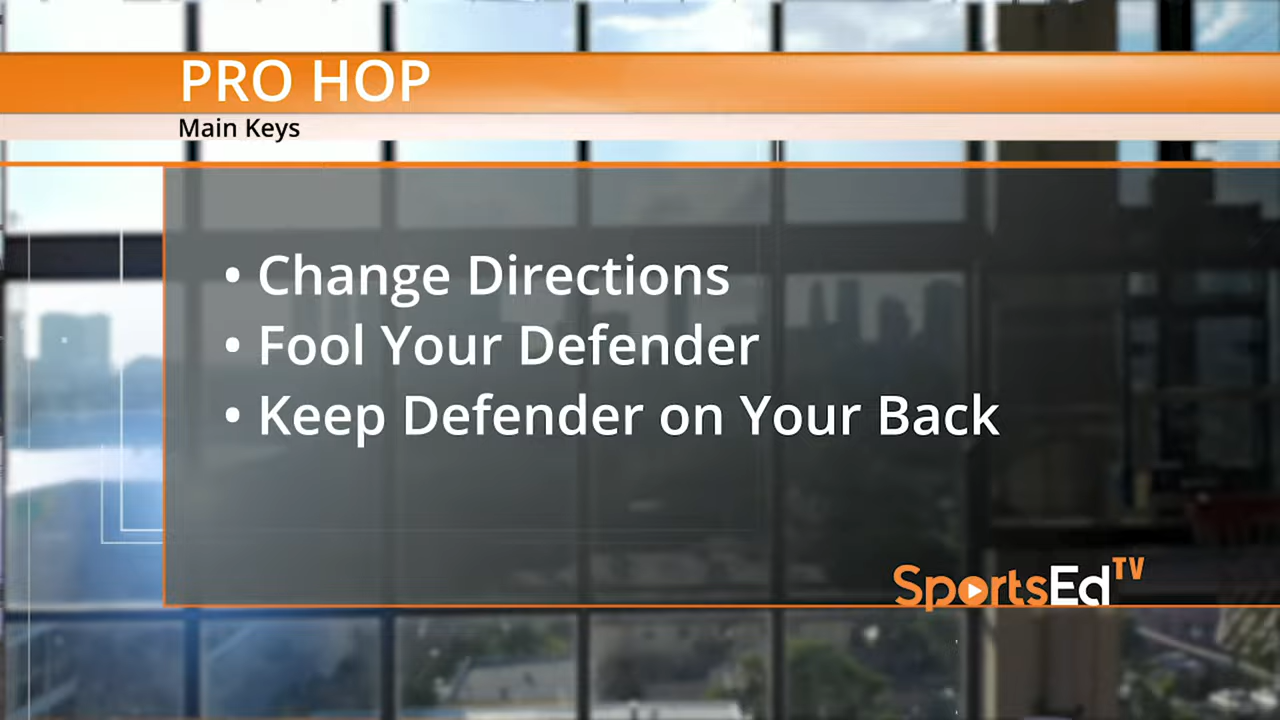 PRO HOP
Main Keys
• Change Directions
• Fool Your Defender
• Keep Defender on Your Back
SportsEdTV